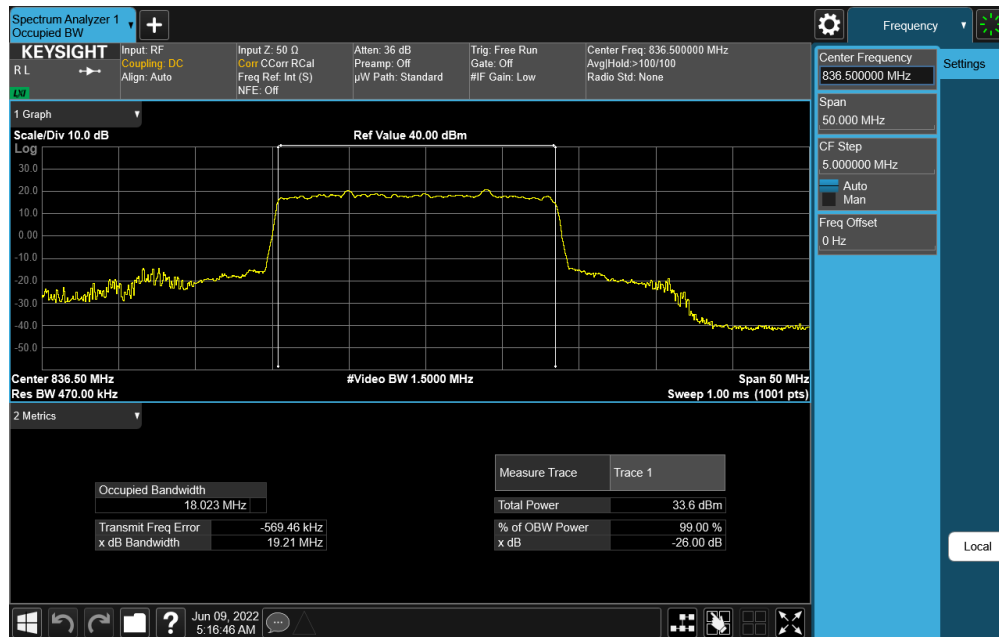 Spectrum Analyzer 1
Occupied BW
Frequency
KEYSIGHT
R L
LXI
Input: RF
Coupling: DC
Align: Auto
Input Z: 50 Ω
Corr CCorr RCal
Freq Ref: Int (S)
NFE: Off
Atten: 36 dB
Preamp: Off
µW Path: Standard
Trig: Free Run
Gate: Off
#IF Gain: Low
Center Freq: 836.500000 MHz
Avg|Hold:>100/100
Radio Std: None
Center Frequency
836.500000 MHz
Settings
Span
50.000 MHz
CF Step
5.000000 MHz
Auto
Man
Freq Offset
0 Hz
Local
1 Graph
Scale/Div 10.0 dB
Ref Value 40.00 dBm
Log
30.0
20.0
10.0
0.00
-10.0
-20.0
-30.0
-40.0
-50.0
Center 836.50 MHz
#Video BW 1.5000 MHz
Span 50 MHz
Res BW 470.00 kHz
Sweep 1.00 ms (1001 pts)
2 Metrics
Occupied Bandwidth
18.023 MHz
Transmit Freq Error -569.46 kHz
x dB Bandwidth 19.21 MHz
Measure Trace Trace 1
Total Power 33.6 dBm
% of OBW Power 99.00 %
x dB -26.00 dB
?
Jun 09, 2022
5:16:46 AM